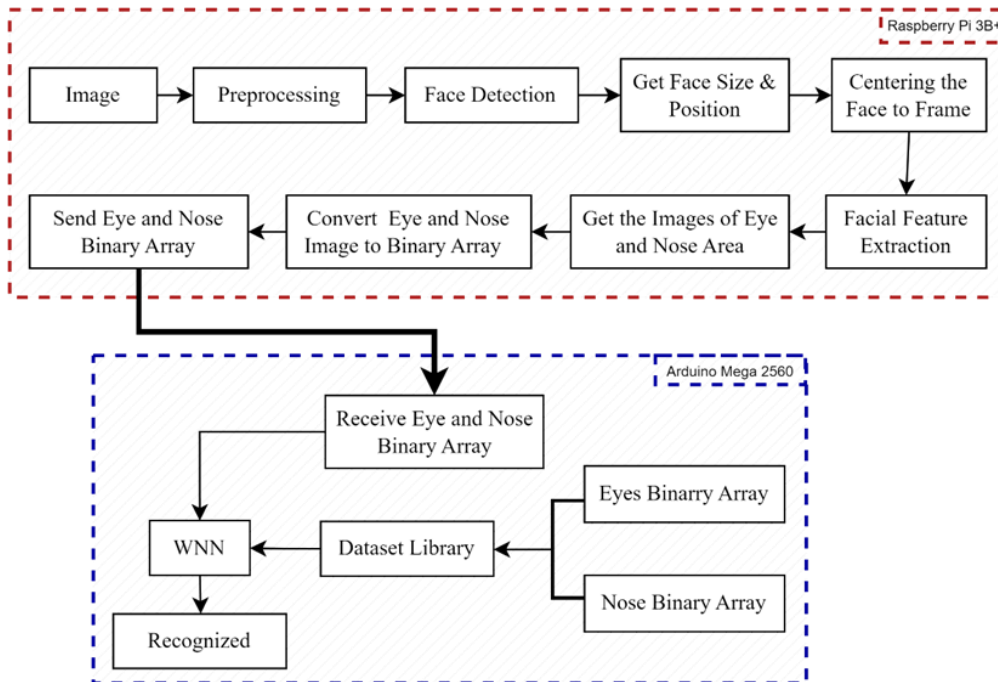 Raspberry Pi 3B+
Image
Preprocessing
Face Detection
Get Face Size &
Position
Centering the
Face to Frame
Send Eye and Nose
Binary Array
Convert Eye and Nose
Image to Binary Array
Get the Images of Eye
and Nose Area
Facial Feature
Extraction
Arduino Mega 2560
Receive Eye and Nose
Binary Array
Eyes Binarry Array
WNN
Dataset Library
Nose Binary Array
Recognized